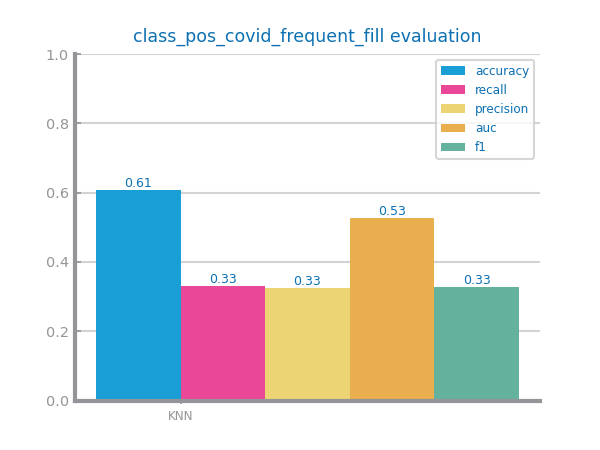 class_pos_covid_frequent_fill evaluation
1.0
0.8
0.6
0.4
0.2
0.0
accuracy
recall
precision
auc
f1
0.61
0.33
0.33
0.53
0.33
KNN